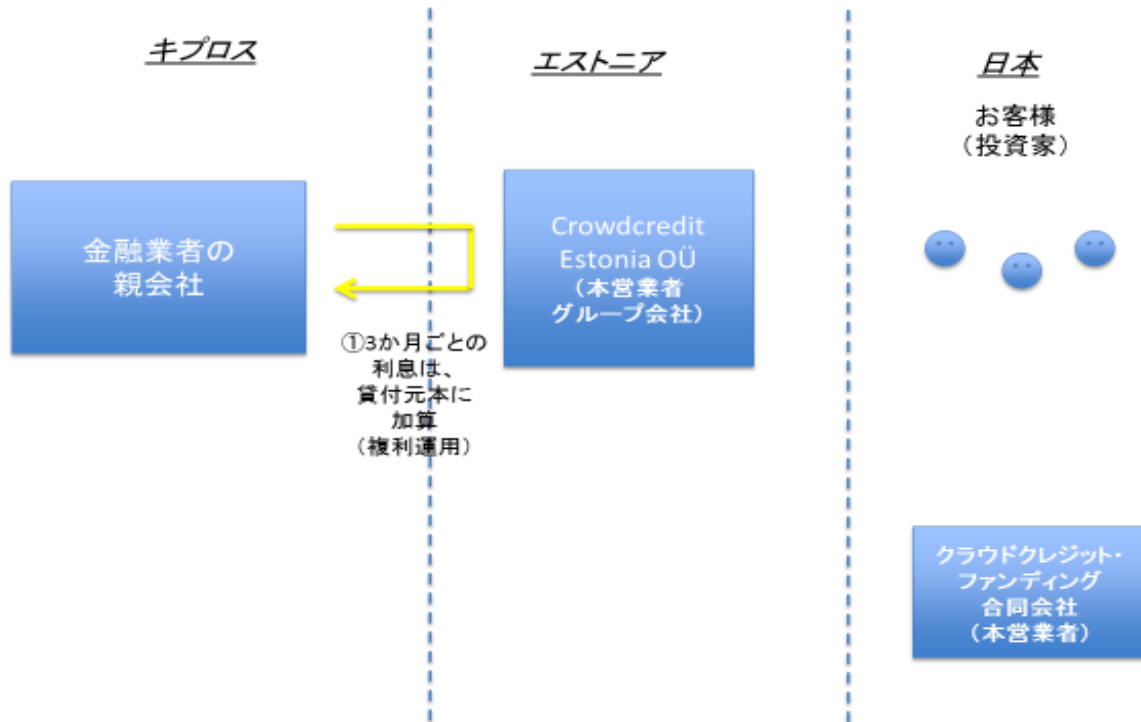 キプロス
エストニア
日本
お客様
（投資家）
金融業者の
親会社
Crowdcredit
Estonia OÜ
（本営業者
グループ会社）
①3か月ごとの
利息は、
貸付元本に
加算
（複利運用）
クラウドクレジット・
ファンディング
合同会社
（本営業者）